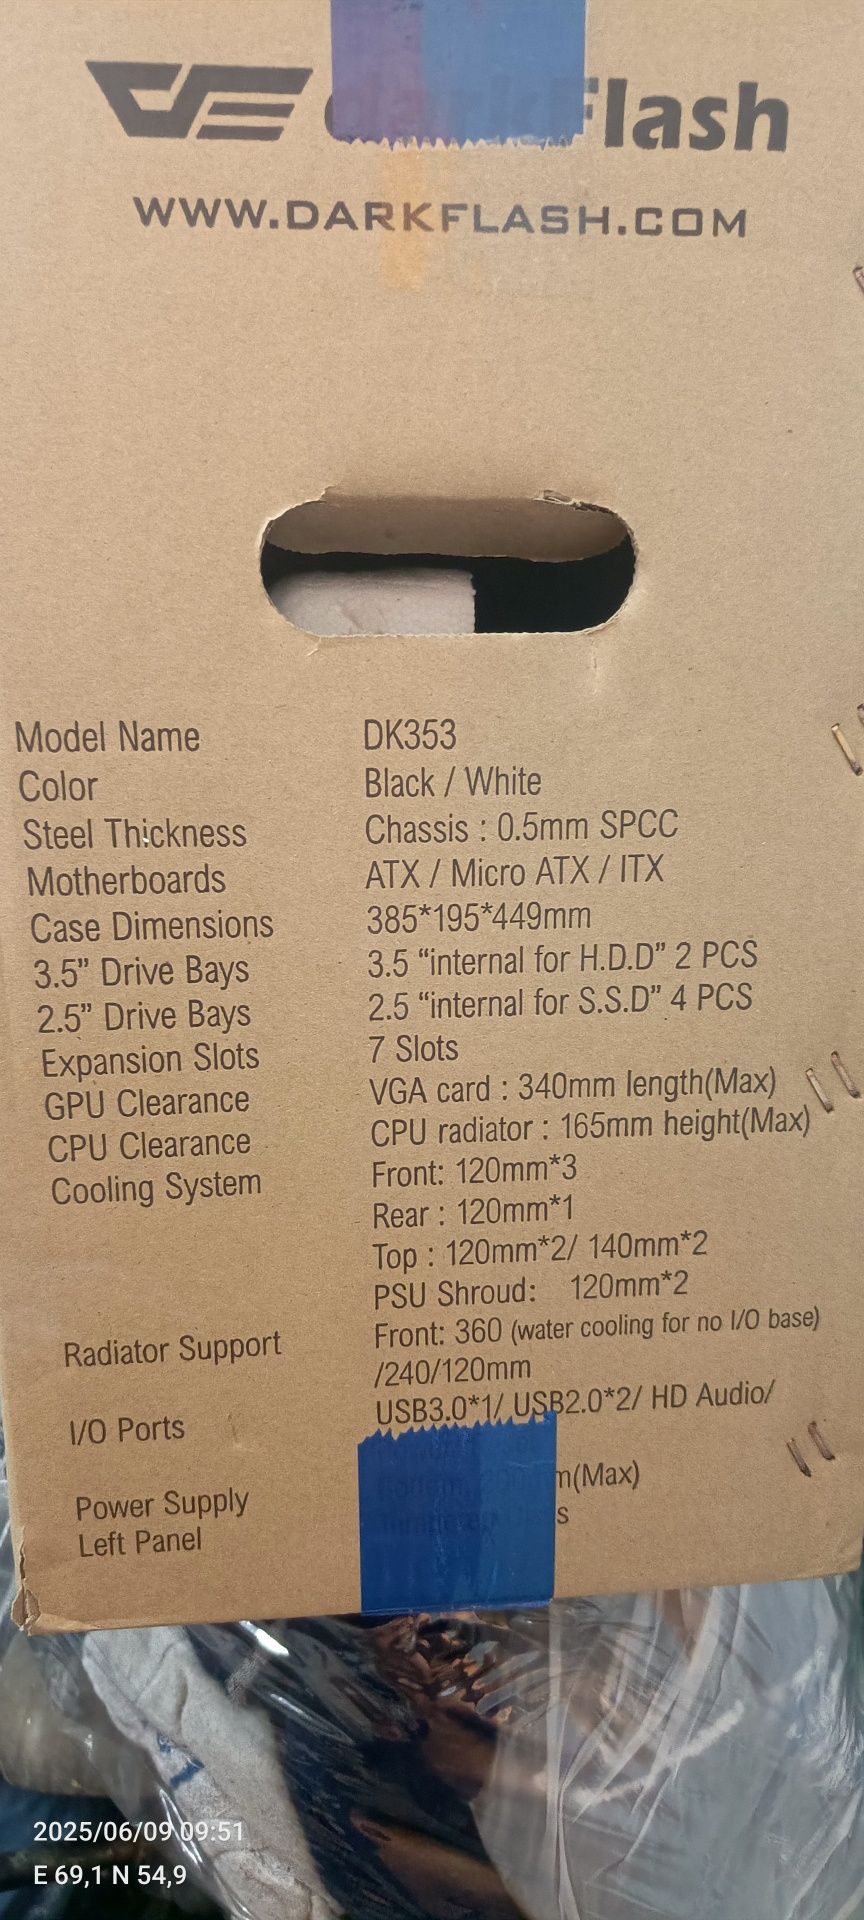 darkFlash
WWW.DARKFLASH.COM
Model Name DK353
Color Black / White
Steel Thickness Chassis : 0.5mm SPCC
Motherboards ATX / Micro ATX / ITX
Case Dimensions 385*195*449mm
3.5” Drive Bays 3.5 “internal for H.D.D” 2 PCS
2.5” Drive Bays 2.5 “internal for S.S.D” 4 PCS
Expansion Slots 7 Slots
GPU Clearance VGA card : 340mm length(Max)
CPU Clearance CPU radiator : 165mm height(Max)
Cooling System Front: 120mm*3
Rear : 120mm*1
Top : 120mm*2/ 140mm*2
PSU Shroud: 120mm*2
Radiator Support Front: 360 (water cooling for no I/O base)
/240/120mm
I/O Ports USB3.0*1/ USB2.0*2/ HD Audio/
Power Supply m(Max)
Left Panel
2025/06/09 09:51
E 69,1 N 54,9